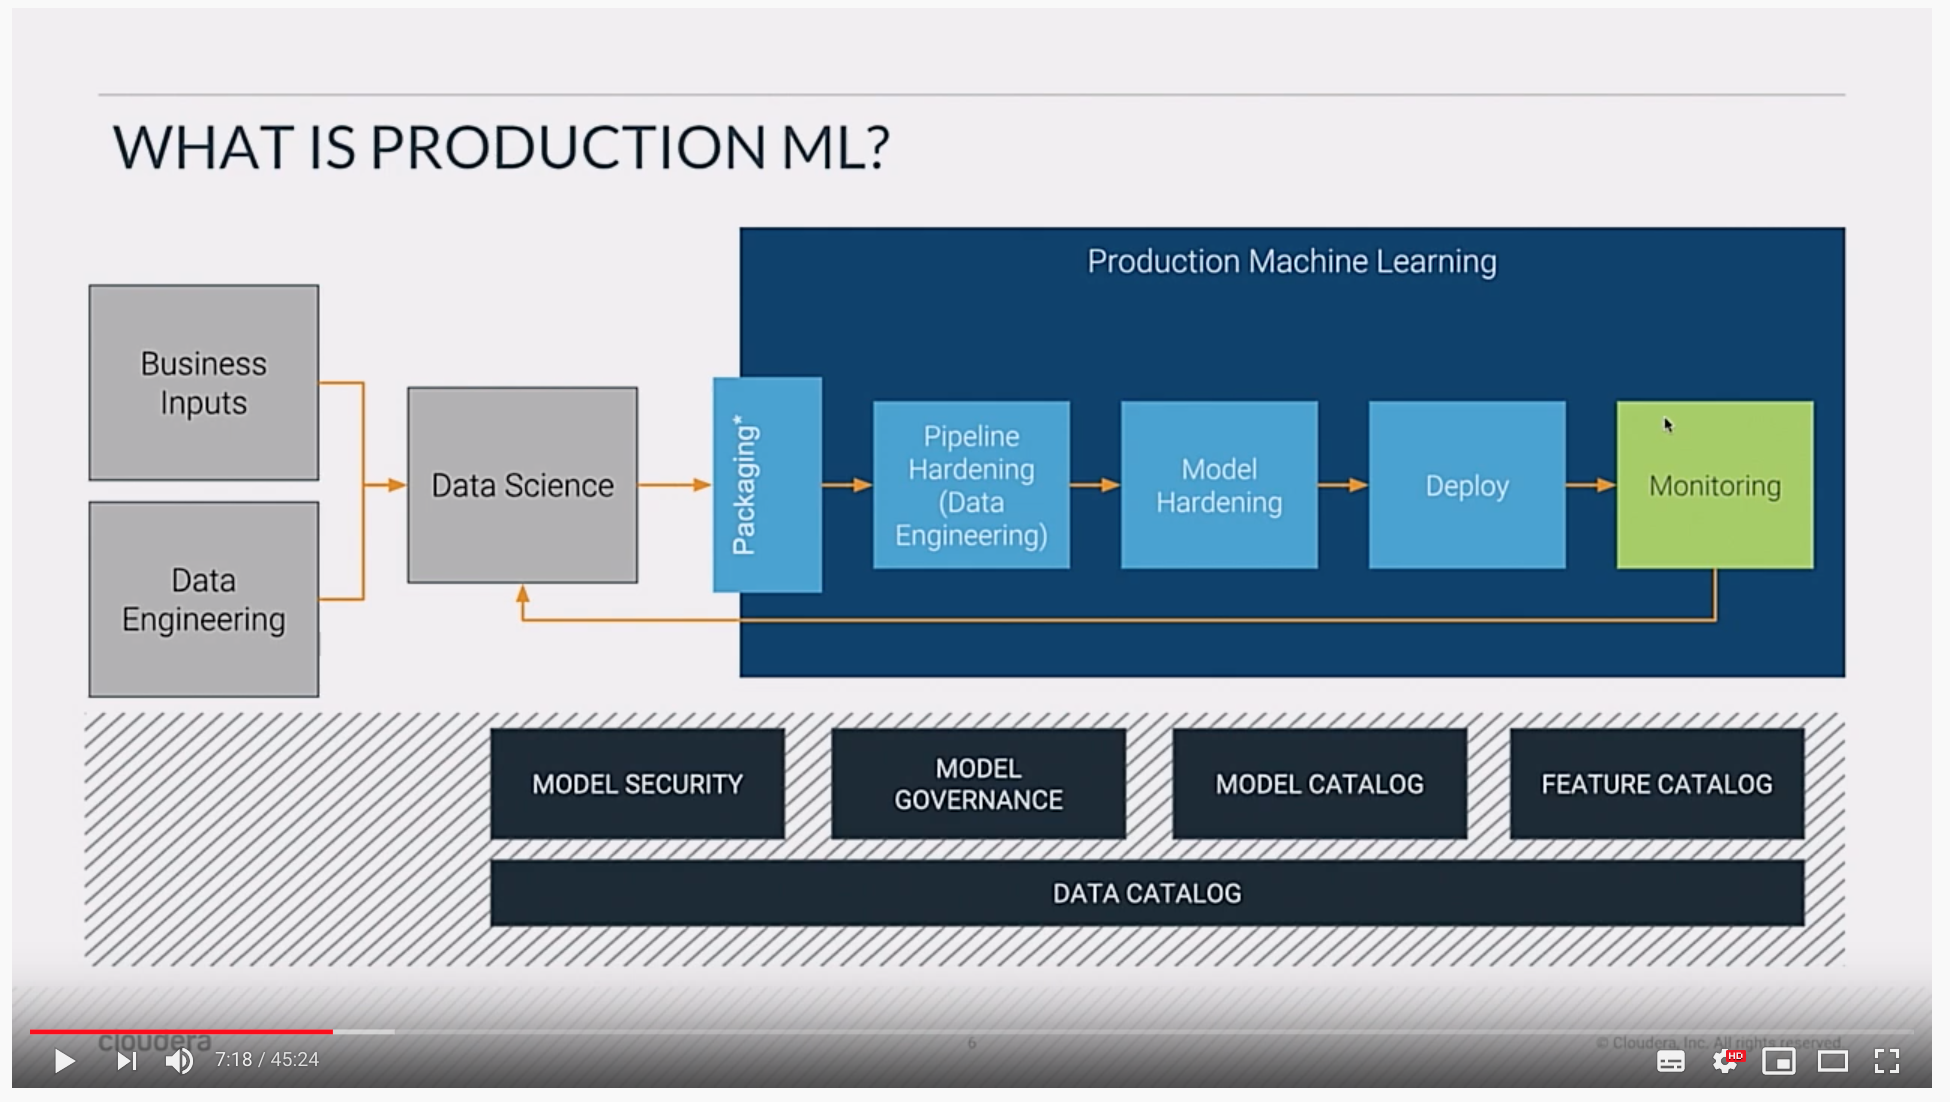 WHAT IS PRODUCTION ML?
Production Machine Learning
Business
Inputs
Data
Engineering
Data Science
Packaging*
Pipeline
Hardening
(Data
Engineering)
Model
Hardening
Deploy
Monitoring
MODEL SECURITY
MODEL
GOVERNANCE
MODEL CATALOG
FEATURE CATALOG
DATA CATALOG
cloudera
6
© Cloudera, Inc. All rights reserved.
7:18 / 45:24
HD